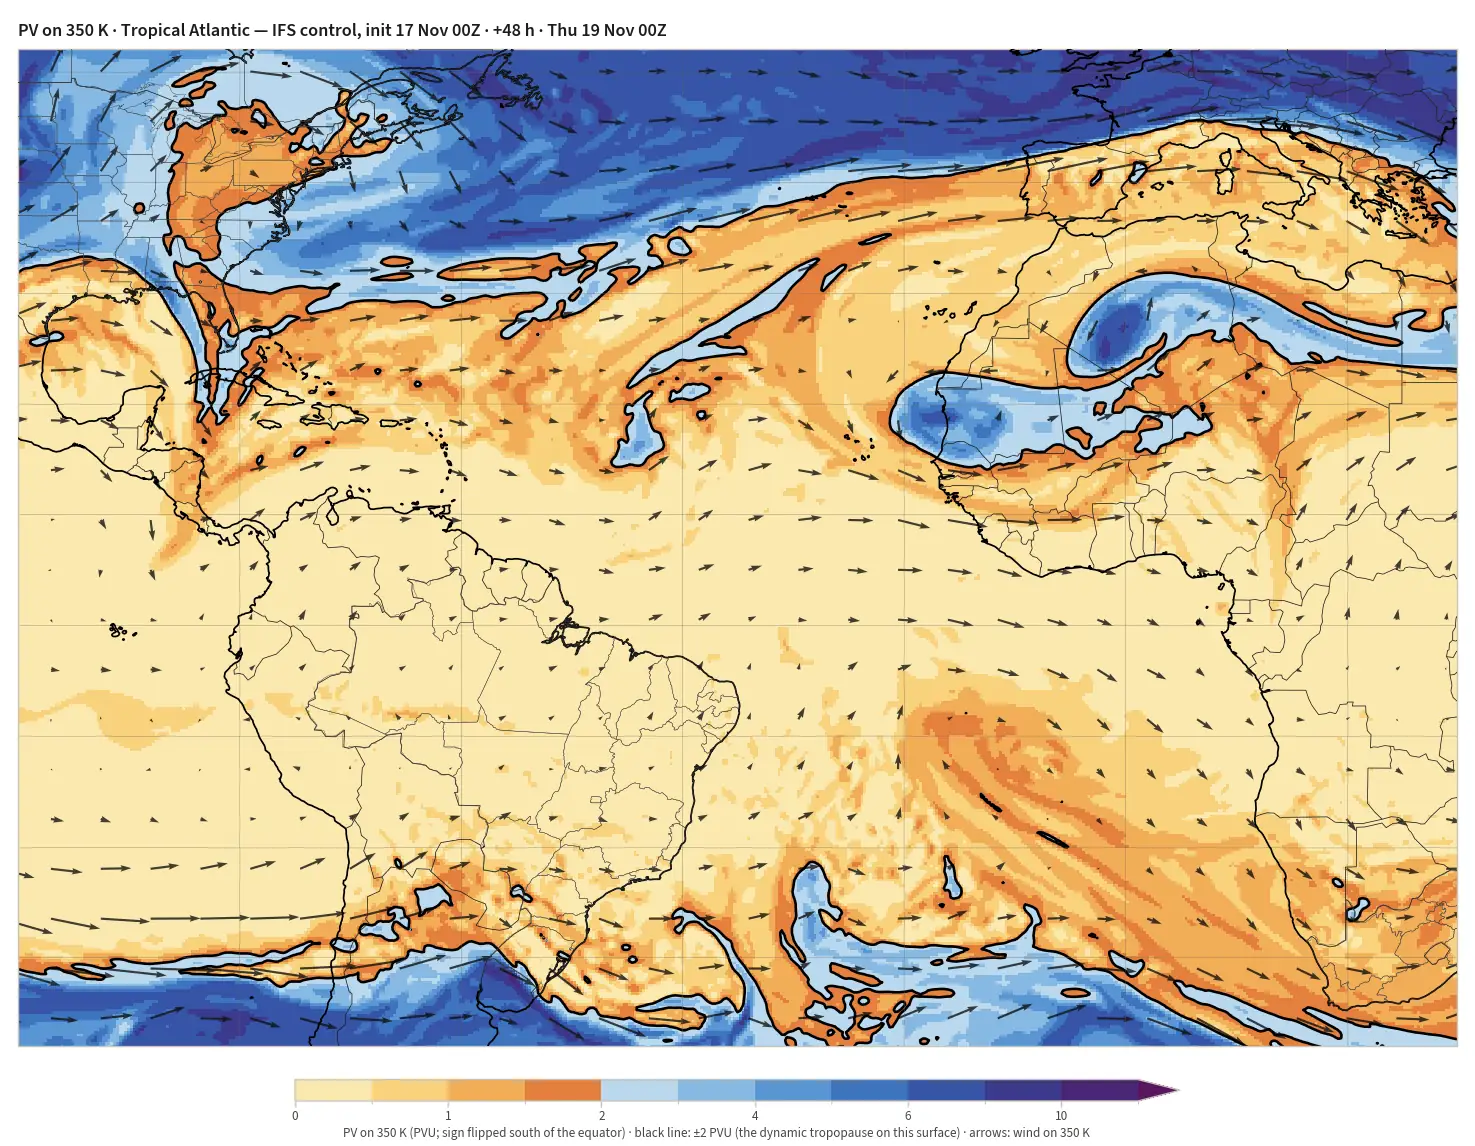 PV on 350 K · Tropical Atlantic — IFS control, init 17 Nov 00Z · +48 h · Thu 19 Nov 00Z
0 1 2 4 6 10
PV on 350 K (PVU; sign flipped south of the equator) · black line: ±2 PVU (the dynamic tropopause on this surface) · arrows: wind on 350 K